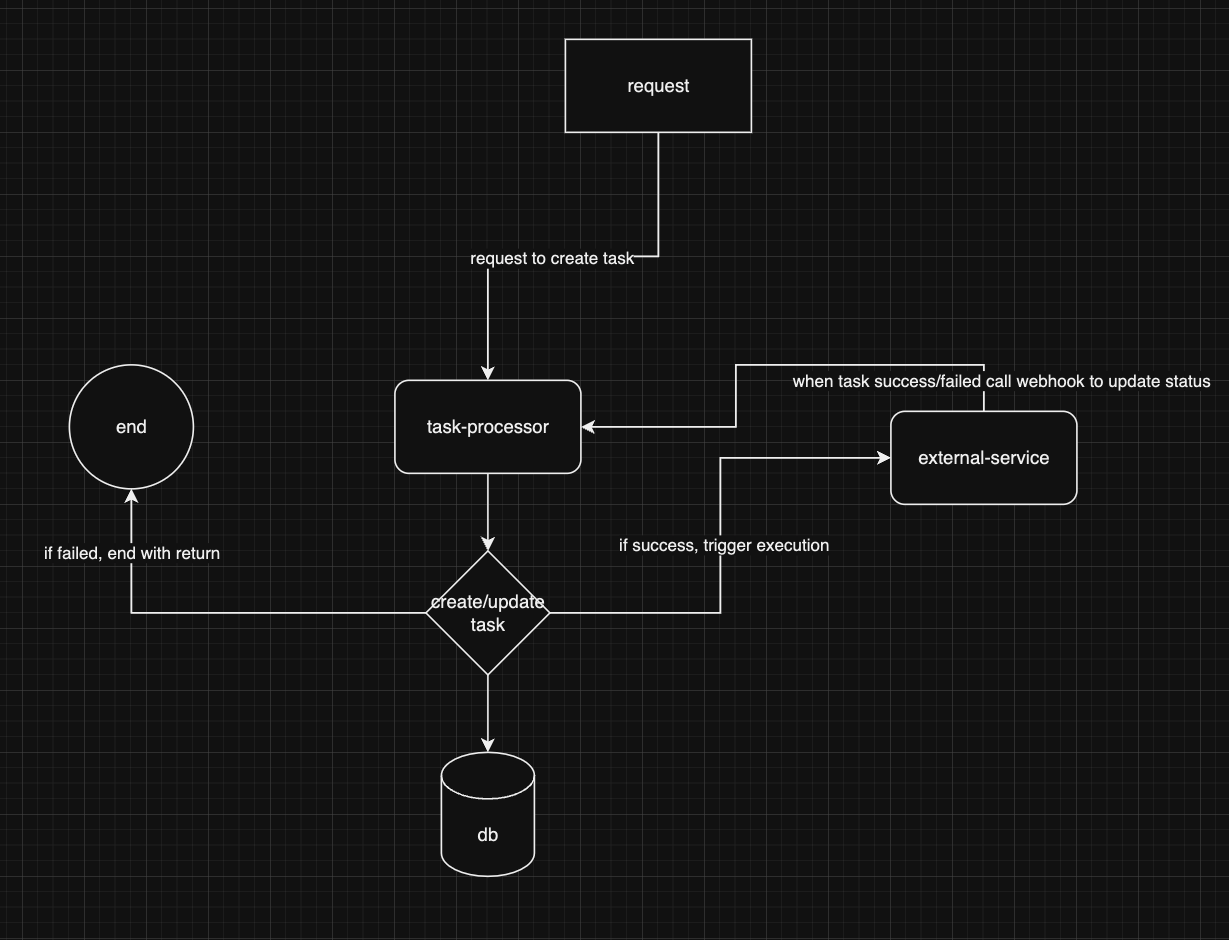 request
request to create task
when task success/failed call webhook to update status
end
task-processor
external-service
if success, trigger execution
if failed, end with return
create/update
task
db